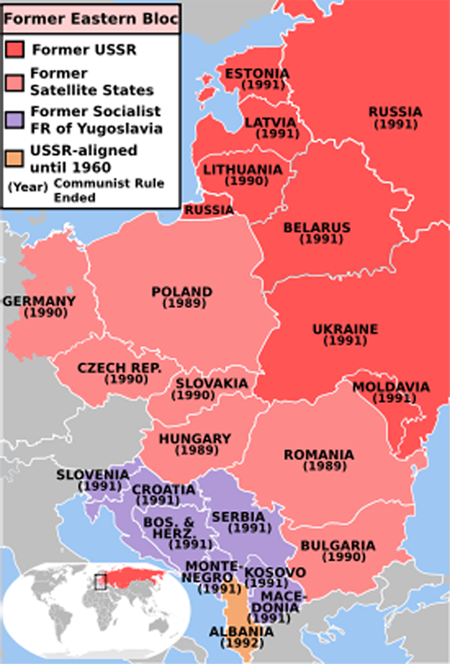 Former Eastern Bloc
Former USSR
Former
Satellite States
Former Socialist
FR of Yugoslavia
USSR-aligned
until 1960
(Year) Communist Rule
Ended
ESTONIA
(1991)
RUSSIA
(1991)
LATVIA
(1991)
LITHUANIA
(1990)
RUSSIA
BELARUS
(1991)
POLAND
(1989)
GERMANY
(1990)
UKRAINE
(1991)
CZECH REP.
(1990)
SLOVAKIA
(1990)
MOLDAVIA
(1991)
HUNGARY
(1989)
ROMANIA
(1989)
SLOVENIA
(1991)
CROATIA
(1991)
BOS. &
HERZ.
(1991)
SERBIA
(1991)
BULGARIA
(1990)
MONTE-
NEGRO
(1991)
KOSOVO
(1991)
MACE-
DONIA
(1991)
ALBANIA
(1992)